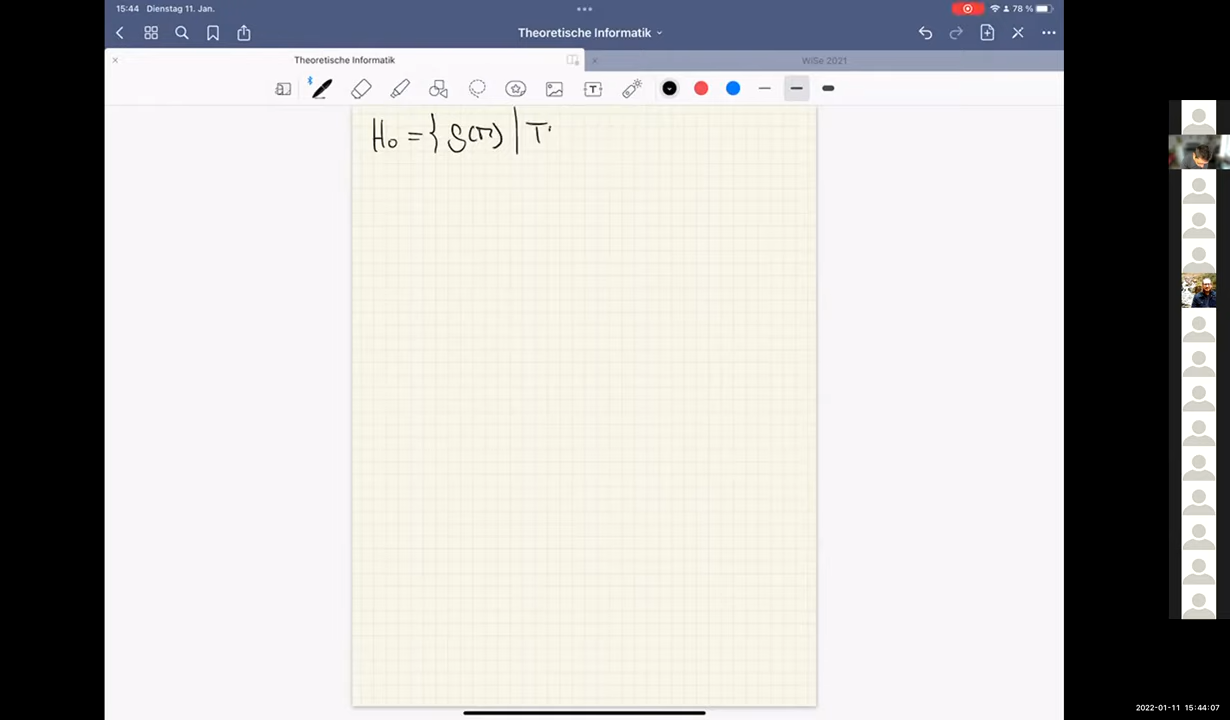 15:44 Dienstag 11. Jan.
78 %
Theoretische Informatik
Theoretische Informatik
WiSe 2021
T
H₀ = { S(π) | T
2022-01-11 15:44:07